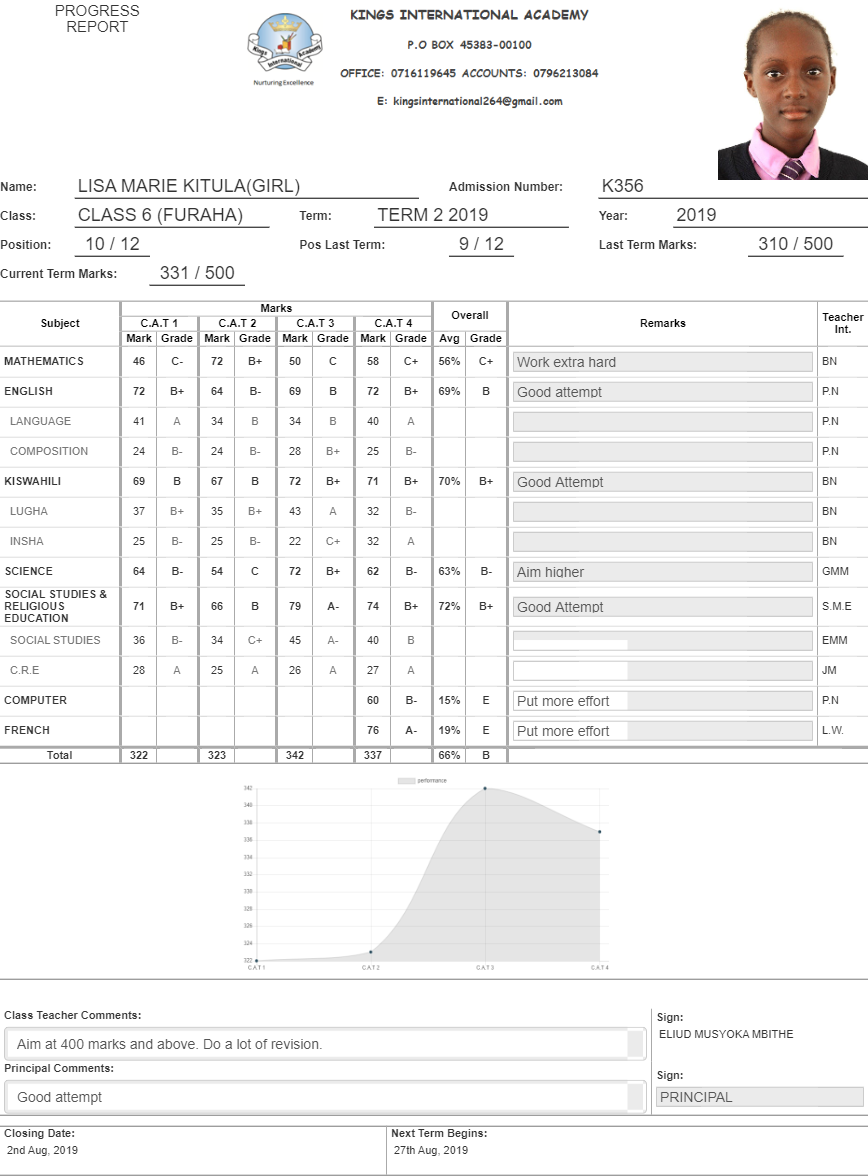 PROGRESS
REPORT
Kings International Academy
Nurturing Excellence
KINGS INTERNATIONAL ACADEMY
P.O BOX 45383-00100
OFFICE: 0716119645 ACCOUNTS: 0796213084
E: kingsinternational264@gmail.com
Name: LISA MARIE KITULA(GIRL) Admission Number: K356
Class: CLASS 6 (FURAHA) Term: TERM 2 2019 Year: 2019
Position: 10 / 12 Pos Last Term: 9 / 12 Last Term Marks: 310 / 500
Current Term Marks: 331 / 500
Subject Marks Overall Remarks Teacher Int.
C.A.T 1 C.A.T 2 C.A.T 3 C.A.T 4
Mark Grade Mark Grade Mark Grade Mark Grade Avg Grade
MATHEMATICS 46 C- 72 B+ 50 C 58 C+ 56% C+ Work extra hard BN
ENGLISH 72 B+ 64 B- 69 B 72 B+ 69% B Good attempt P.N
LANGUAGE 41 A 34 B 34 B 40 A P.N
COMPOSITION 24 B- 24 B- 28 B+ 25 B- P.N
KISWAHILI 69 B 67 B 72 B+ 71 B+ 70% B+ Good Attempt BN
LUGHA 37 B+ 35 B+ 43 A 32 B- BN
INSHA 25 B- 25 B- 22 C+ 32 A BN
SCIENCE 64 B- 54 C 72 B+ 62 B- 63% B- Aim higher GMM
SOCIAL STUDIES & RELIGIOUS EDUCATION 71 B+ 66 B 79 A- 74 B+ 72% B+ Good Attempt S.M.E
SOCIAL STUDIES 36 B- 34 C+ 45 A- 40 B EMM
C.R.E 28 A 25 A 26 A 27 A JM
COMPUTER 60 B- 15% E Put more effort P.N
FRENCH 76 A- 19% E Put more effort L.W.
Total 322 323 342 337 66% B
performance
342
340
338
336
334
332
330
328
326
324
322
C.A.T 1 C.A.T 2 C.A.T 3 C.A.T 4
Class Teacher Comments: Sign:
Aim at 400 marks and above. Do a lot of revision. ELIUD MUSYOKA MBITHE
Principal Comments: Sign:
Good attempt PRINCIPAL
Closing Date: Next Term Begins:
2nd Aug, 2019 27th Aug, 2019